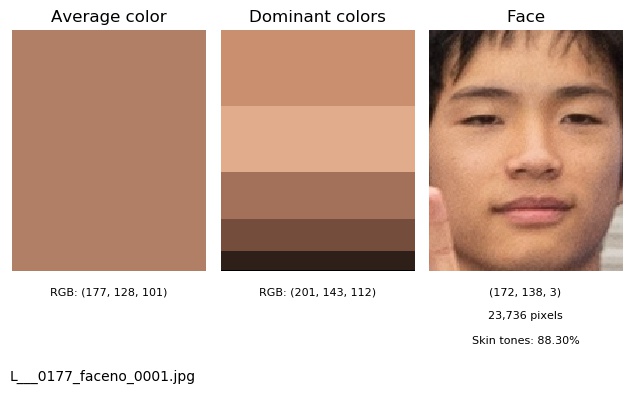 Average color
Dominant colors
Face
RGB: (177, 128, 101)
RGB: (201, 143, 112)
(172, 138, 3)
23,736 pixels
Skin tones: 88.30%
L___0177_faceno_0001.jpg